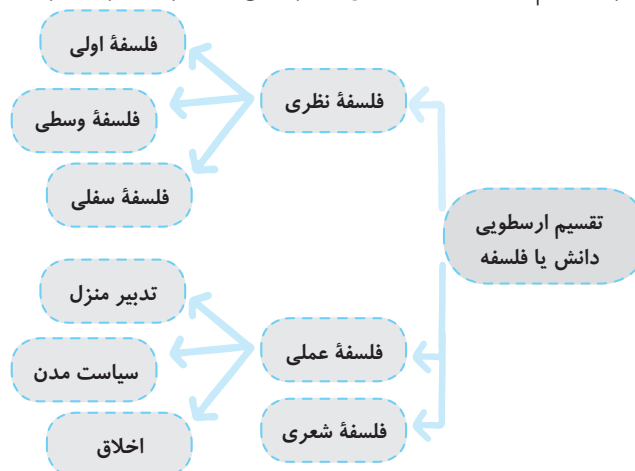 تقسیم ارسطویی
دانش یا فلسفه
فلسفهٔ نظری
فلسفهٔ اولی
فلسفهٔ وسطی
فلسفهٔ سفلی
فلسفهٔ عملی
تدبیر منزل
سیاست مدن
اخلاق
فلسفهٔ شعری